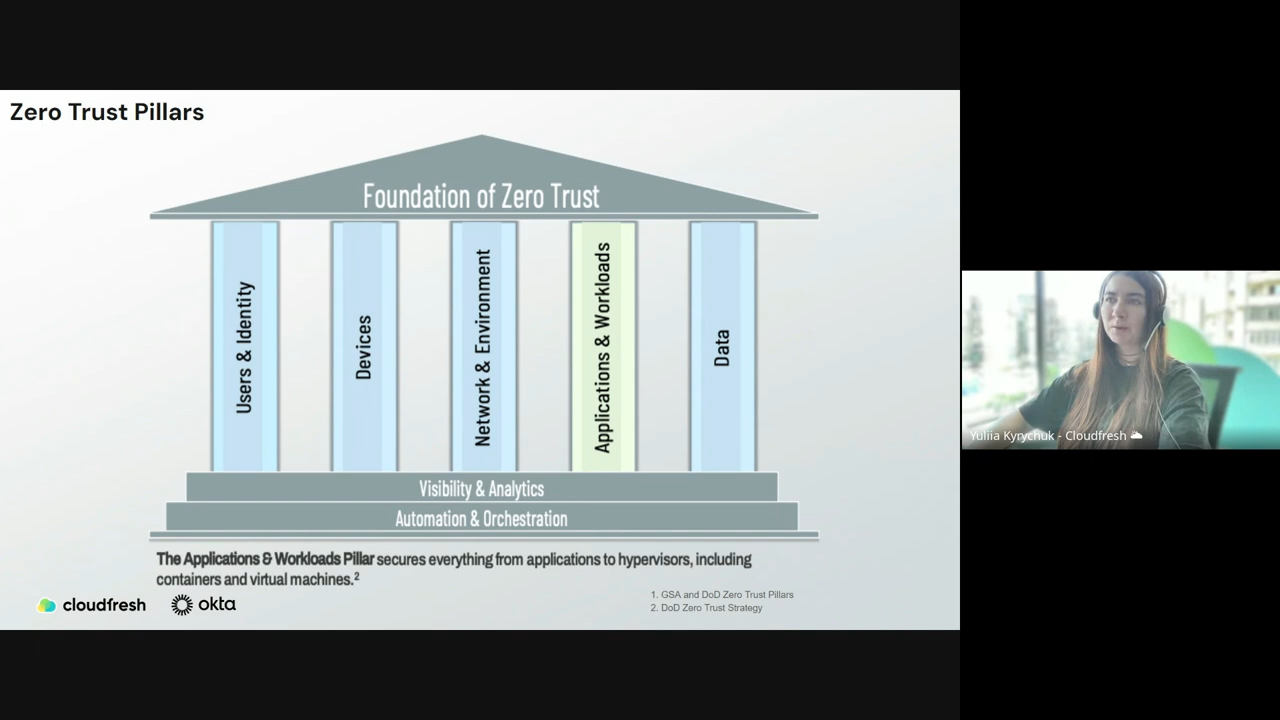 Zero Trust Pillars
Foundation of Zero Trust
Users & Identity
Devices
Network & Environment
Applications & Workloads
Data
Visibility & Analytics
Automation & Orchestration
The Applications & Workloads Pillar secures everything from applications to hypervisors, including
containers and virtual machines.²
cloudfresh
okta
1. GSA and DoD Zero Trust Pillars
2. DoD Zero Trust Strategy
Yuliia Kyrychuk - Cloudfresh 🌥